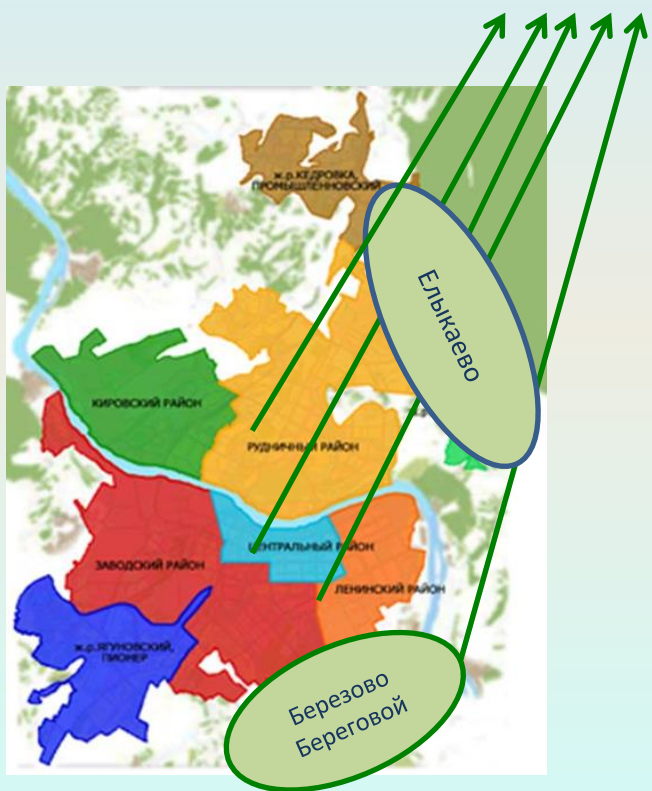 ж.р.КЕДРОВКА,
ПРОМЫШЛЕННОВСКИЙ
Елыкаево
КИРОВСКИЙ РАЙОН
РУДНИЧНЫЙ РАЙОН
ЦЕНТРАЛЬНЫЙ РАЙОН
ЗАВОДСКИЙ РАЙОН
ЛЕНИНСКИЙ РАЙОН
ж.р.ЯГУНОВСКИЙ,
ПИОНЕР
Березово
Береговой